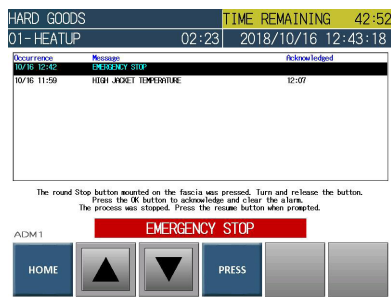 HARD GOODS TIME REMAINING 42:52
01-HEATUP 02:23 2018/10/16 12:43:18
Occurrence Message Acknowledged
10/16 12:42 EMERGENCY STOP
10/16 11:59 HIGH JACKET TEMPERATURE 12:07
The round Stop button mounted on the fascia was pressed. Turn and release the button.
Press the OK button to acknowledge and clear the alarm.
The process was stopped. Press the resume button when prompted.
ADM1 EMERGENCY STOP
HOME PRESS